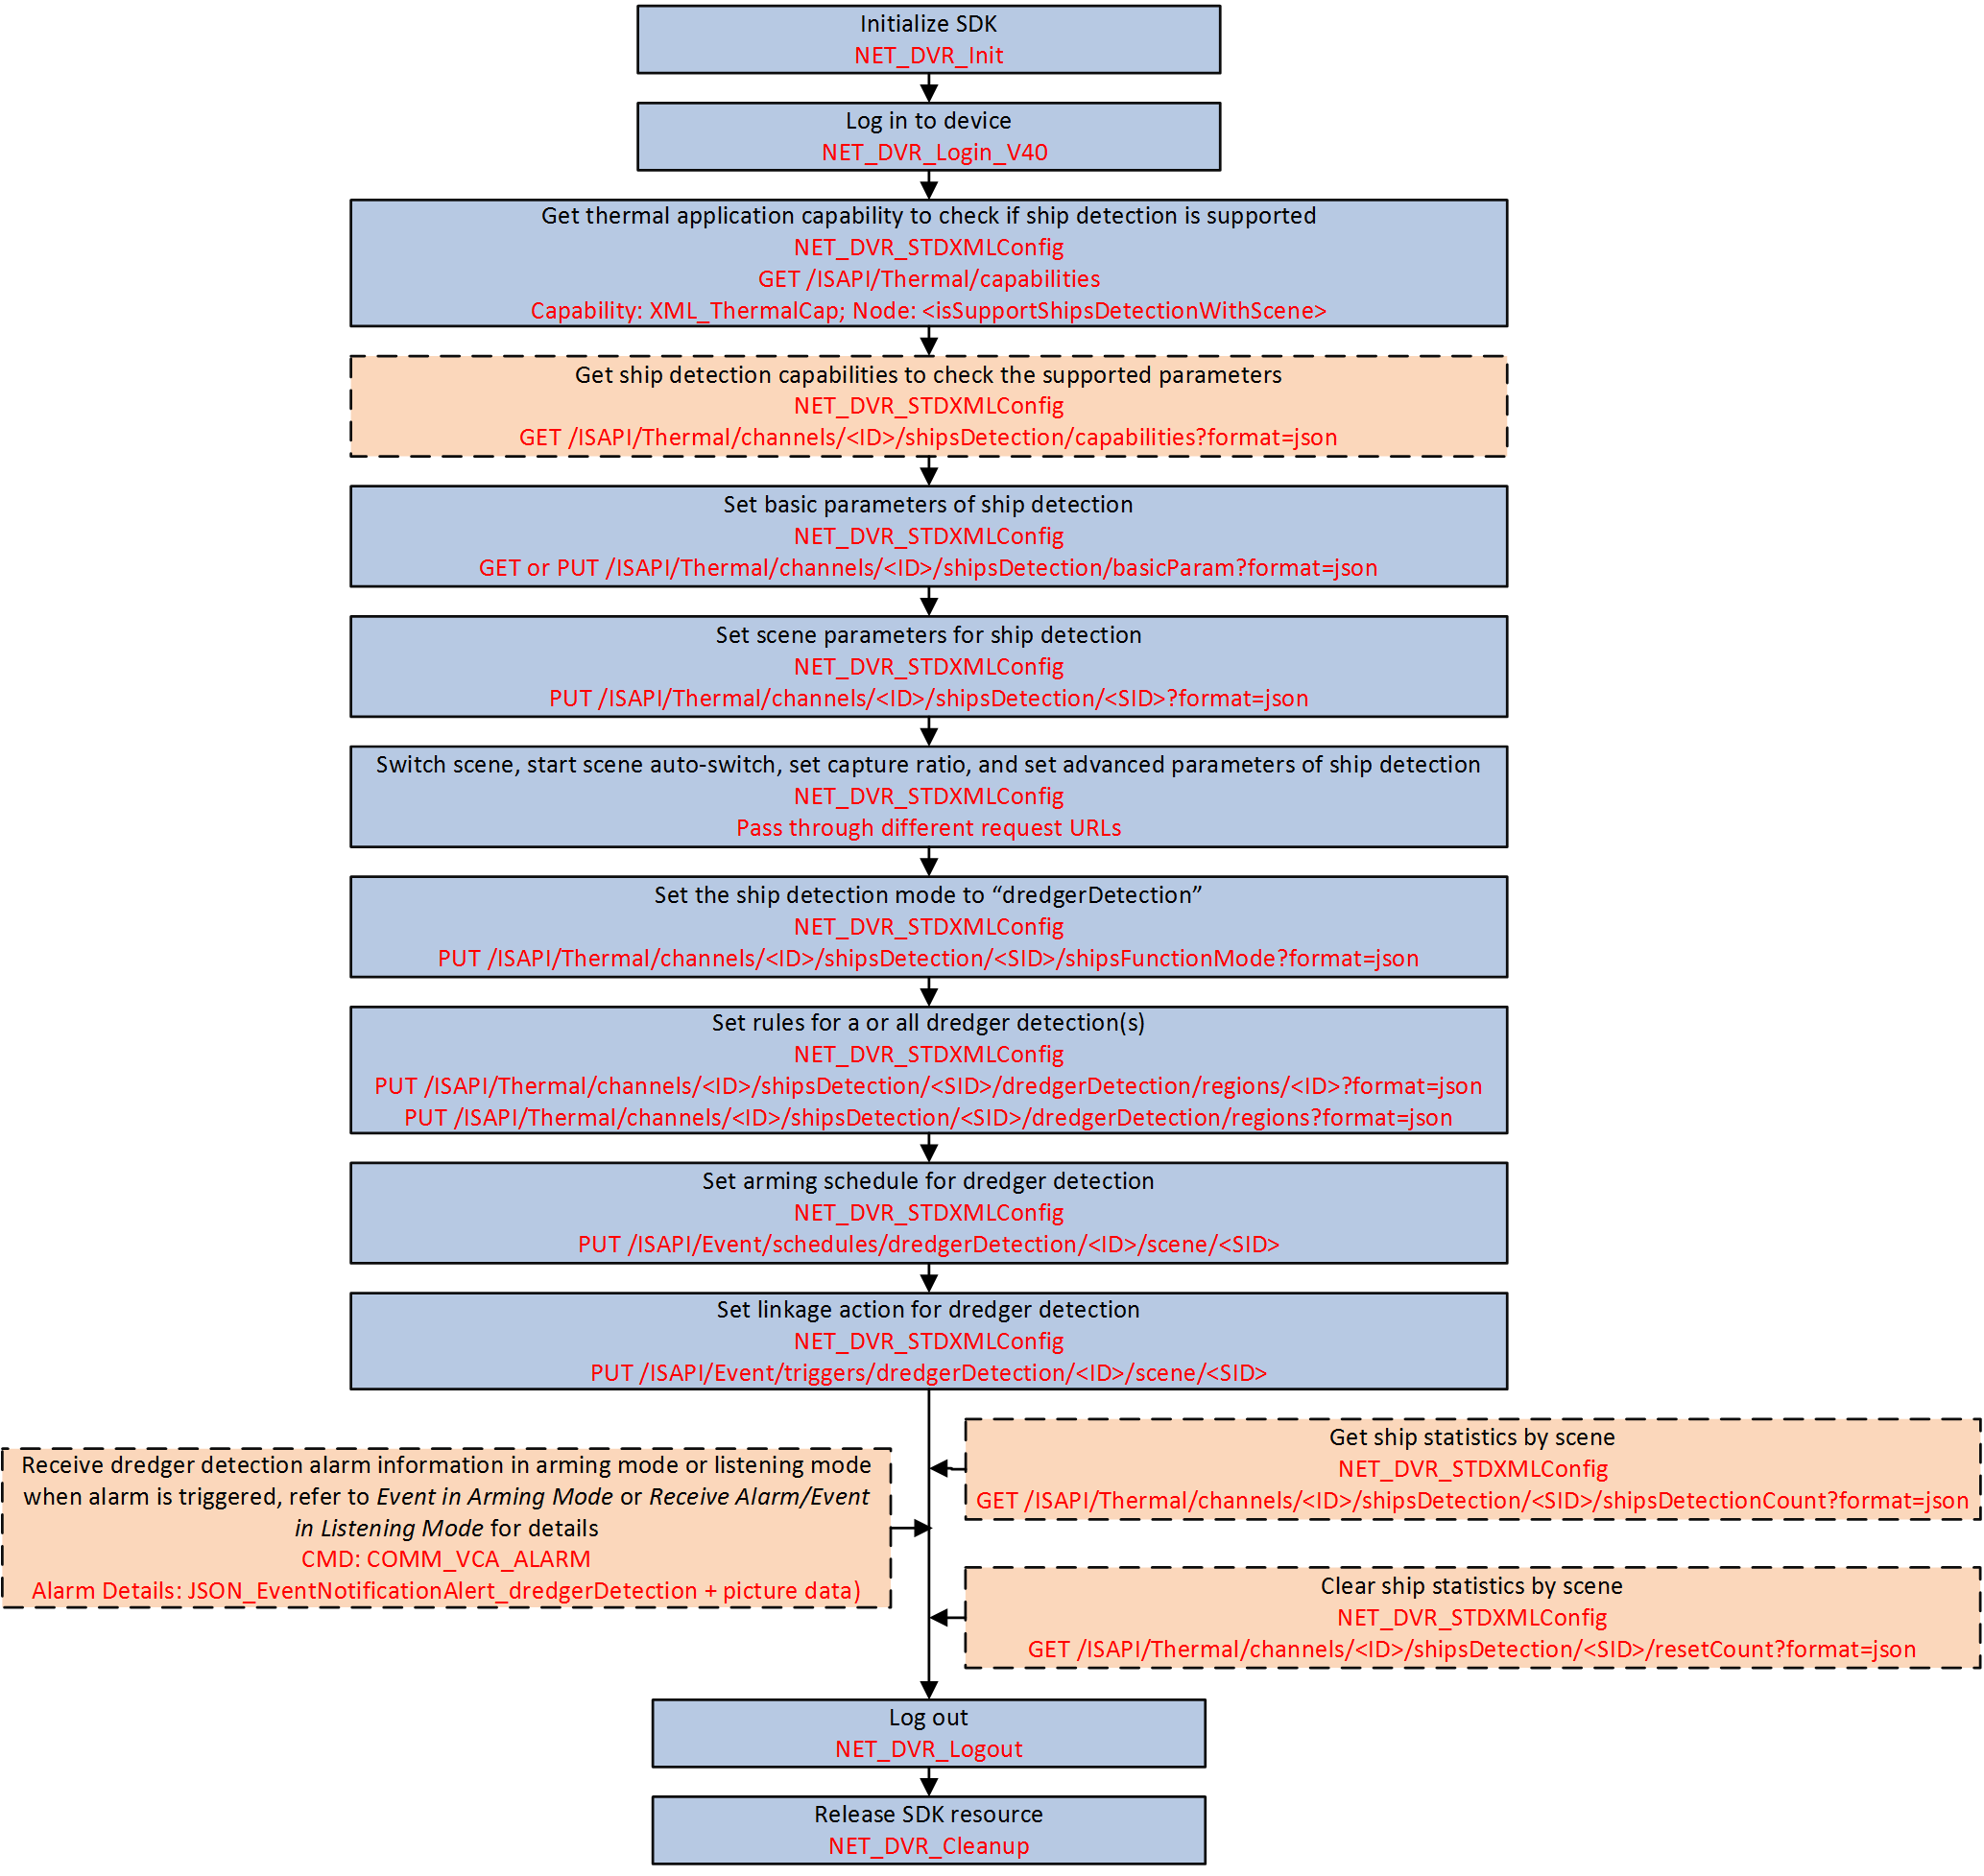 Initialize SDK
NET_DVR_Init
Log in to device
NET_DVR_Login_V40
Get thermal application capability to check if ship detection is supported
NET_DVR_STDXMLConfig
GET /ISAPI/Thermal/capabilities
Capability: XML_ThermalCap; Node: <isSupportShipsDetectionWithScene>
Get ship detection capabilities to check the supported parameters
NET_DVR_STDXMLConfig
GET /ISAPI/Thermal/channels/<ID>/shipsDetection/capabilities?format=json
Set basic parameters of ship detection
NET_DVR_STDXMLConfig
GET or PUT /ISAPI/Thermal/channels/<ID>/shipsDetection/basicParam?format=json
Set scene parameters for ship detection
NET_DVR_STDXMLConfig
PUT /ISAPI/Thermal/channels/<ID>/shipsDetection/<SID>?format=json
Switch scene, start scene auto-switch, set capture ratio, and set advanced parameters of ship detection
NET_DVR_STDXMLConfig
Pass through different request URLs
Set the ship detection mode to “dredgerDetection”
NET_DVR_STDXMLConfig
PUT /ISAPI/Thermal/channels/<ID>/shipsDetection/<SID>/shipsFunctionMode?format=json
Set rules for a or all dredger detection(s)
NET_DVR_STDXMLConfig
PUT /ISAPI/Thermal/channels/<ID>/shipsDetection/<SID>/dredgerDetection/regions/<ID>?format=json
PUT /ISAPI/Thermal/channels/<ID>/shipsDetection/<SID>/dredgerDetection/regions?format=json
Set arming schedule for dredger detection
NET_DVR_STDXMLConfig
PUT /ISAPI/Event/schedules/dredgerDetection/<ID>/scene/<SID>
Set linkage action for dredger detection
NET_DVR_STDXMLConfig
PUT /ISAPI/Event/triggers/dredgerDetection/<ID>/scene/<SID>
Receive dredger detection alarm information in arming mode or listening mode
when alarm is triggered, refer to Event in Arming Mode or Receive Alarm/Event
in Listening Mode for details
CMD: COMM_VCA_ALARM
Alarm Details: JSON_EventNotificationAlert_dredgerDetection + picture data)
Get ship statistics by scene
NET_DVR_STDXMLConfig
GET /ISAPI/Thermal/channels/<ID>/shipsDetection/<SID>/shipsDetectionCount?format=json
Clear ship statistics by scene
NET_DVR_STDXMLConfig
GET /ISAPI/Thermal/channels/<ID>/shipsDetection/<SID>/resetCount?format=json
Log out
NET_DVR_Logout
Release SDK resource
NET_DVR_Cleanup